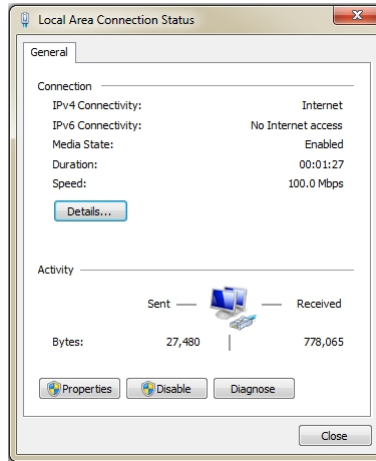 Local Area Connection Status
General
Connection
IPv4 Connectivity: Internet
IPv6 Connectivity: No Internet access
Media State: Enabled
Duration: 00:01:27
Speed: 100.0 Mbps
Details...
Activity
Sent Received
Bytes: 27,480 778,065
Properties Disable Diagnose
Close